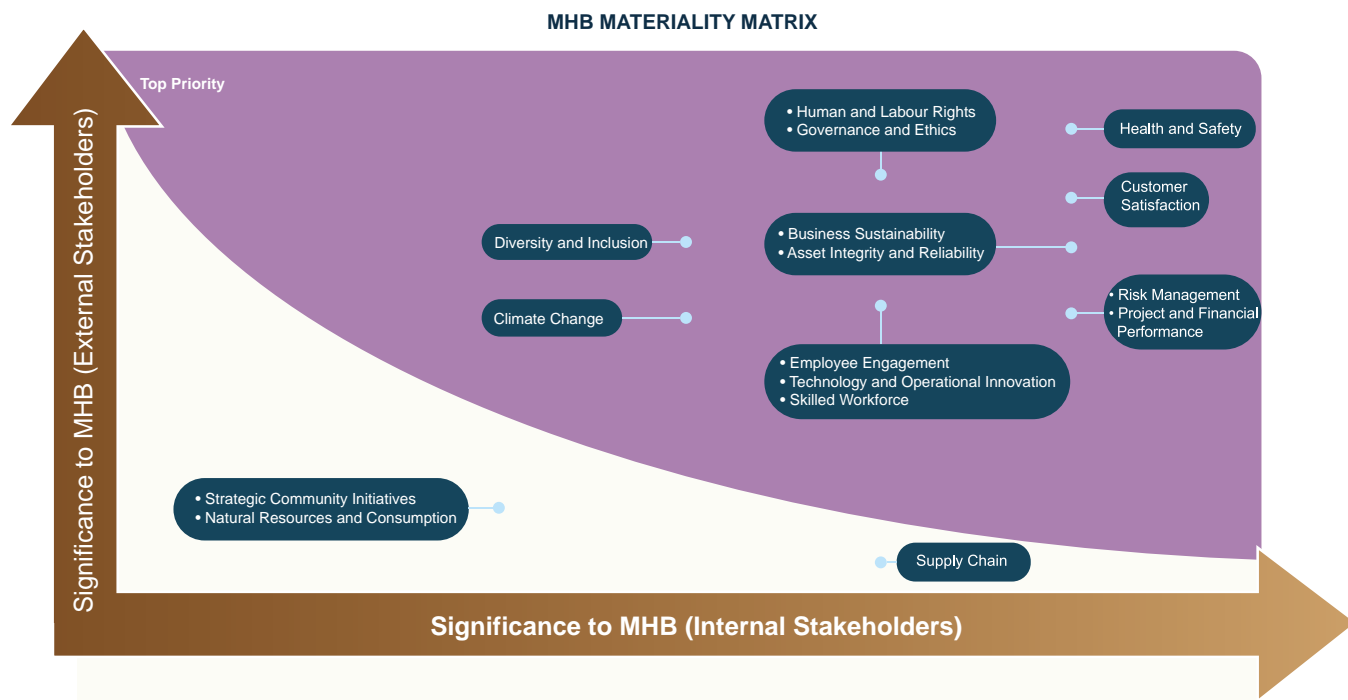 MHB MATERIALITY MATRIX
Significance to MHB (External Stakeholders)
Top Priority
• Human and Labour Rights
• Governance and Ethics
Health and Safety
Customer
Satisfaction
Diversity and Inclusion
• Business Sustainability
• Asset Integrity and Reliability
• Risk Management
• Project and Financial
Performance
Climate Change
• Employee Engagement
• Technology and Operational Innovation
• Skilled Workforce
• Strategic Community Initiatives
• Natural Resources and Consumption
Supply Chain
Significance to MHB (Internal Stakeholders)